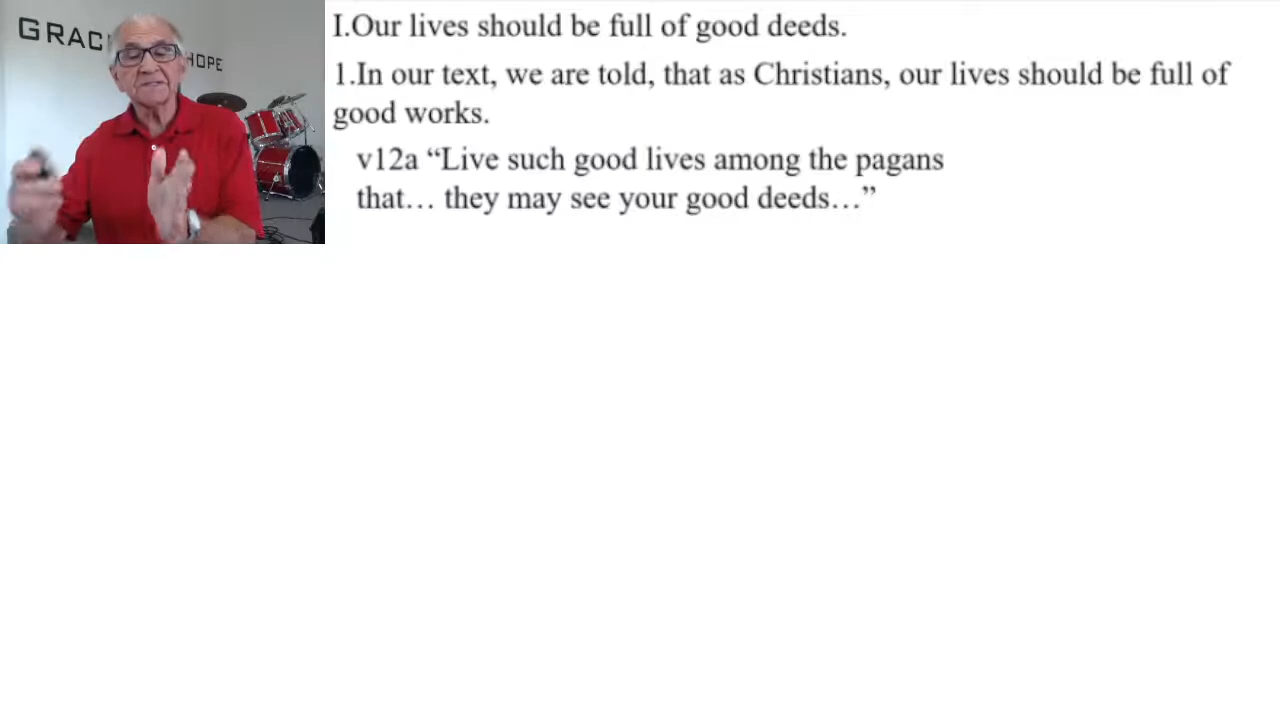 GRAC
HOPE
I.Our lives should be full of good deeds.
1.In our text, we are told, that as Christians, our lives should be full of
good works.
v12a “Live such good lives among the pagans
that… they may see your good deeds…”